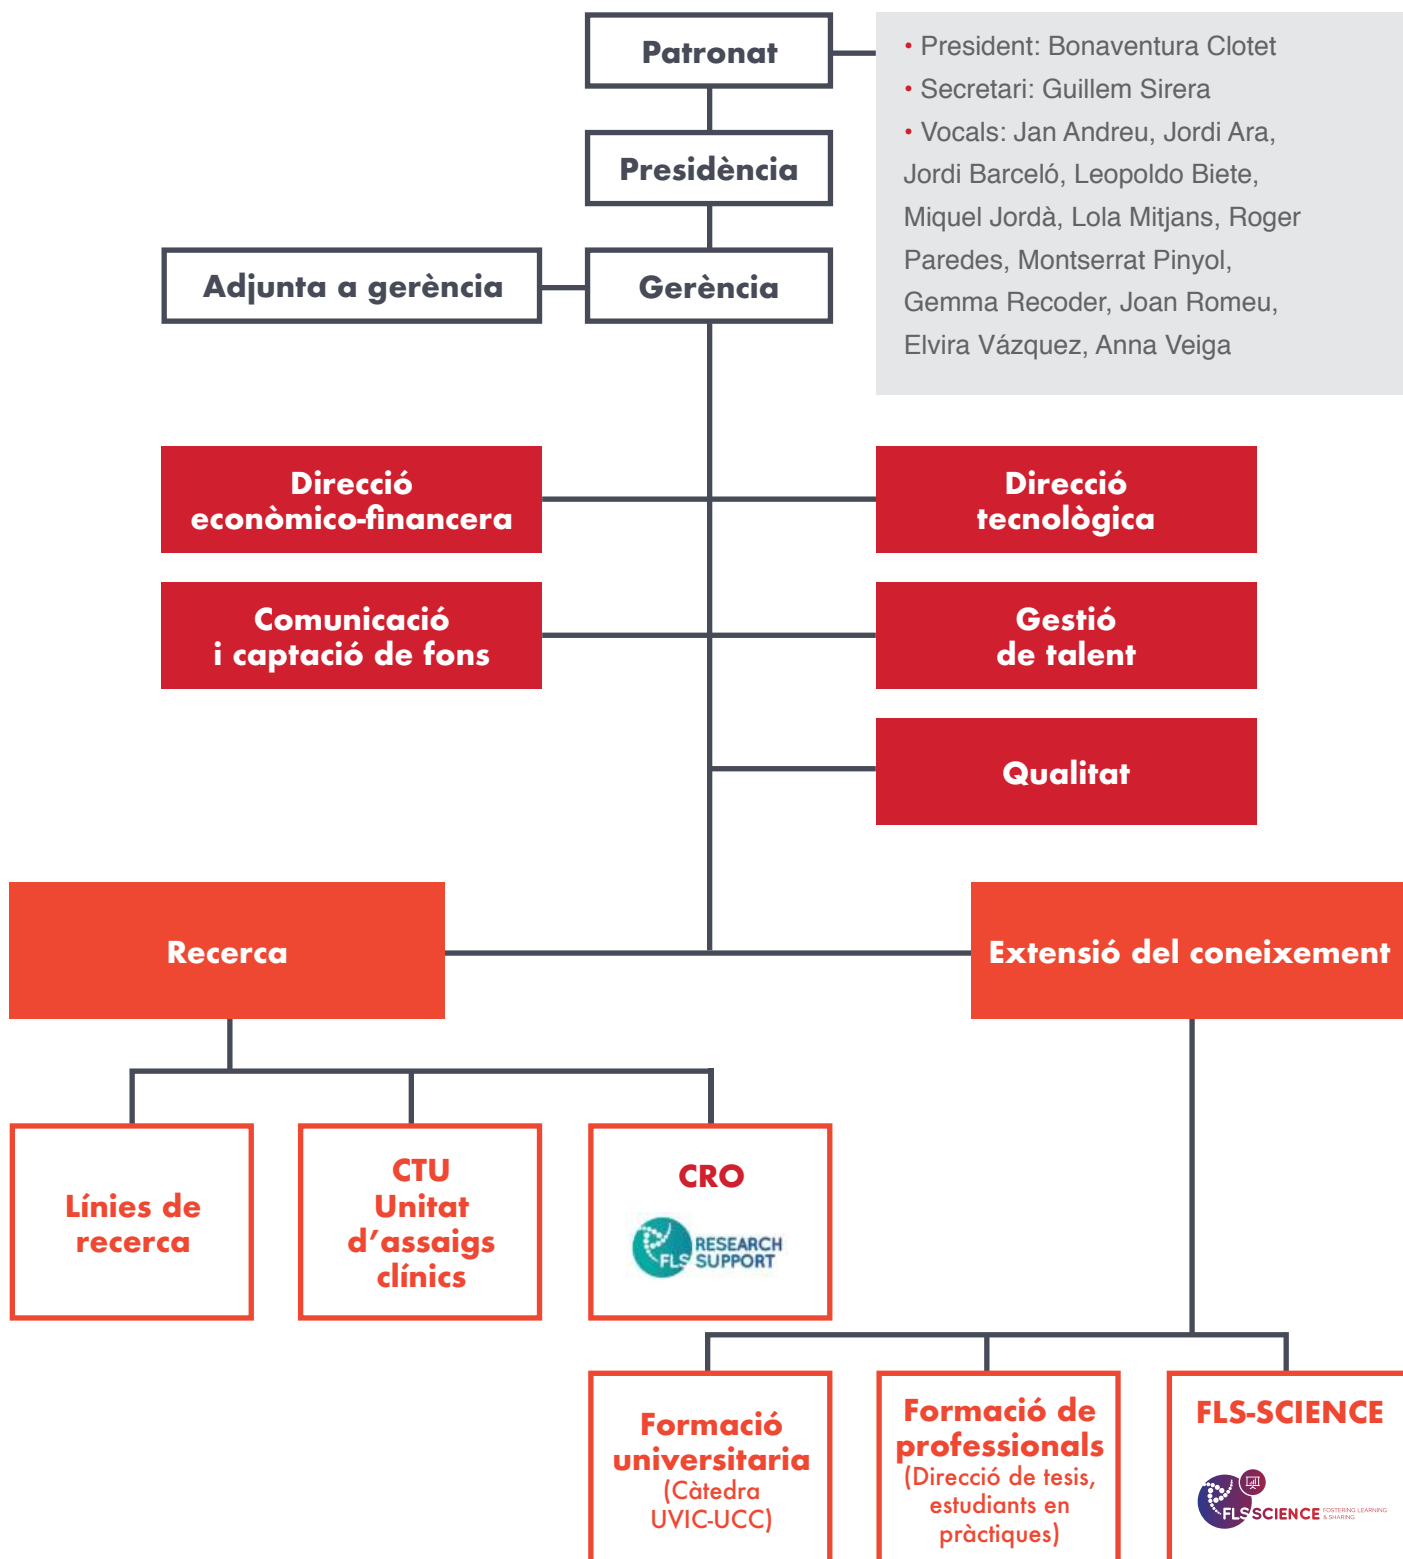 Patronat
• President: Bonaventura Clotet
• Secretari: Guillem Sirera
• Vocals: Jan Andreu, Jordi Ara,
Jordi Barceló, Leopoldo Biete,
Miquel Jordà, Lola Mitjans, Roger
Paredes, Montserrat Pinyol,
Gemma Recoder, Joan Romeu,
Elvira Vázquez, Anna Veiga
Presidència
Adjunta a gerència
Gerència
Direcció
econòmico-financera
Direcció
tecnològica
Comunicació
i captació de fons
Gestió
de talent
Qualitat
Recerca
Extensió del coneixement
Línies de
recerca
CTU
Unitat
d’assaigs
clínics
CRO
FLS RESEARCH
SUPPORT
Formació
universitaria
(Càtedra
UVIC-UCC)
Formació de
professionals
(Direcció de tesis,
estudiants en
pràctiques)
FLS-SCIENCE
FLS SCIENCE
FOSTERING LEARNING
& SHARING